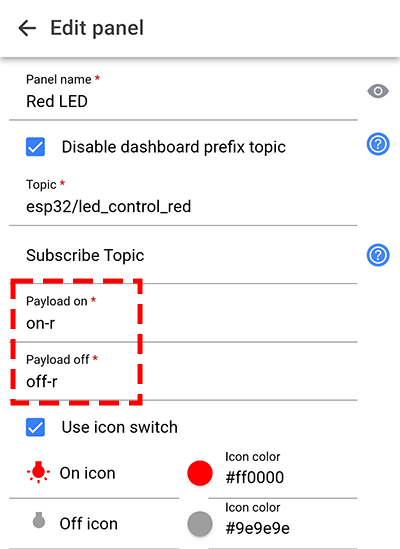 Edit panel
Panel name *
Red LED
Disable dashboard prefix topic
Topic *
esp32/led_control_red
Subscribe Topic
Payload on *
on-r
Payload off *
off-r
Use icon switch
On icon
Icon color
#ff0000
Off icon
Icon color
#9e9e9e